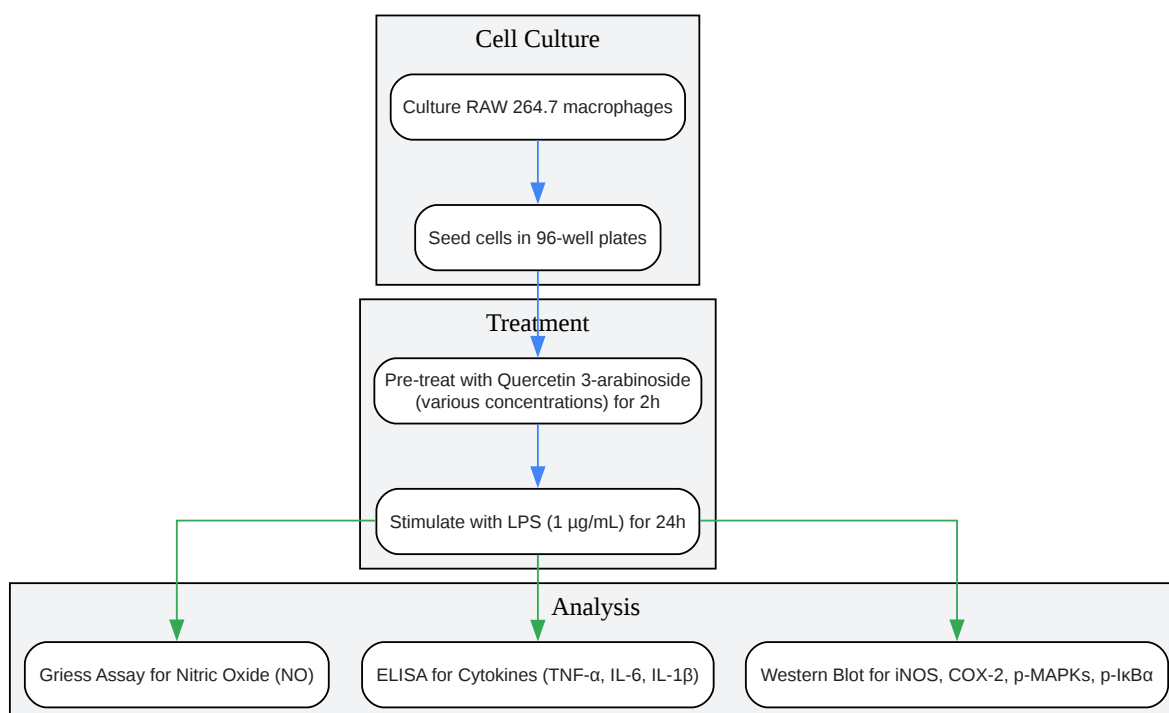 Cell Culture
Culture RAW 264.7 macrophages
Seed cells in 96-well plates
Treatment
Pre-treat with Quercetin 3-arabinoside
(various concentrations) for 2h
Stimulate with LPS (1 µg/mL) for 24h
Analysis
Griess Assay for Nitric Oxide (NO)
ELISA for Cytokines (TNF-α, IL-6, IL-1β)
Western Blot for iNOS, COX-2, p-MAPKs, p-IκBα